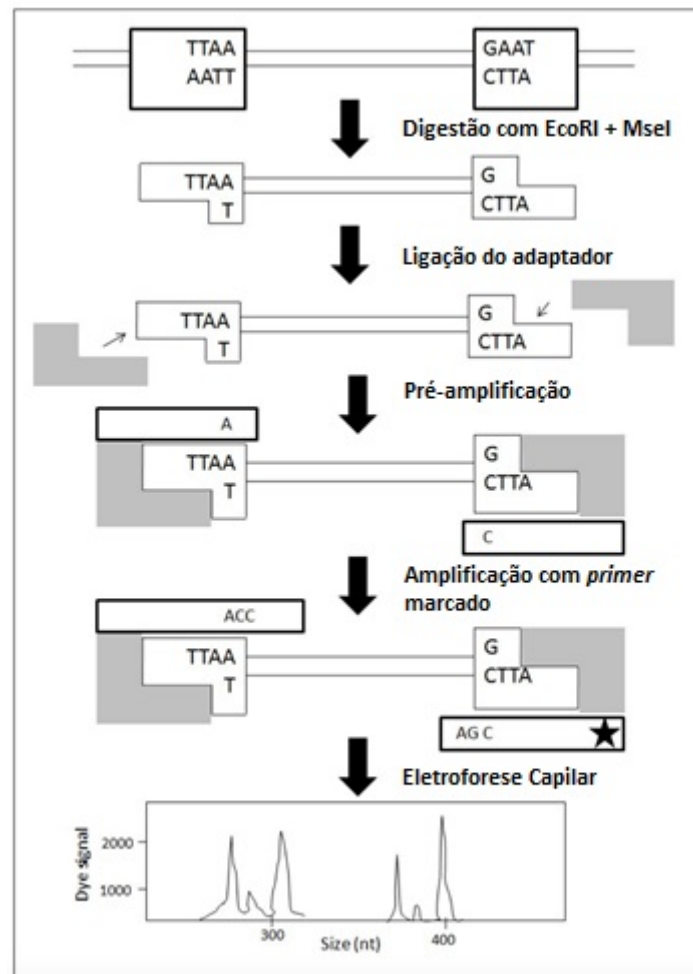 TTAA GAAT
AATT CTTA
Digestão com EcoRI + MseI
TTAA G
T CTTA
Ligação do adaptador
TTAA G
T CTTA
Pré-amplificação
A
TTAA G
T CTTA
C
Amplificação com primer
marcado
ACC
TTAA G
T CTTA
AG C
Eletroforese Capilar
Dye signal
2000
1000
300 400
Size (nt)